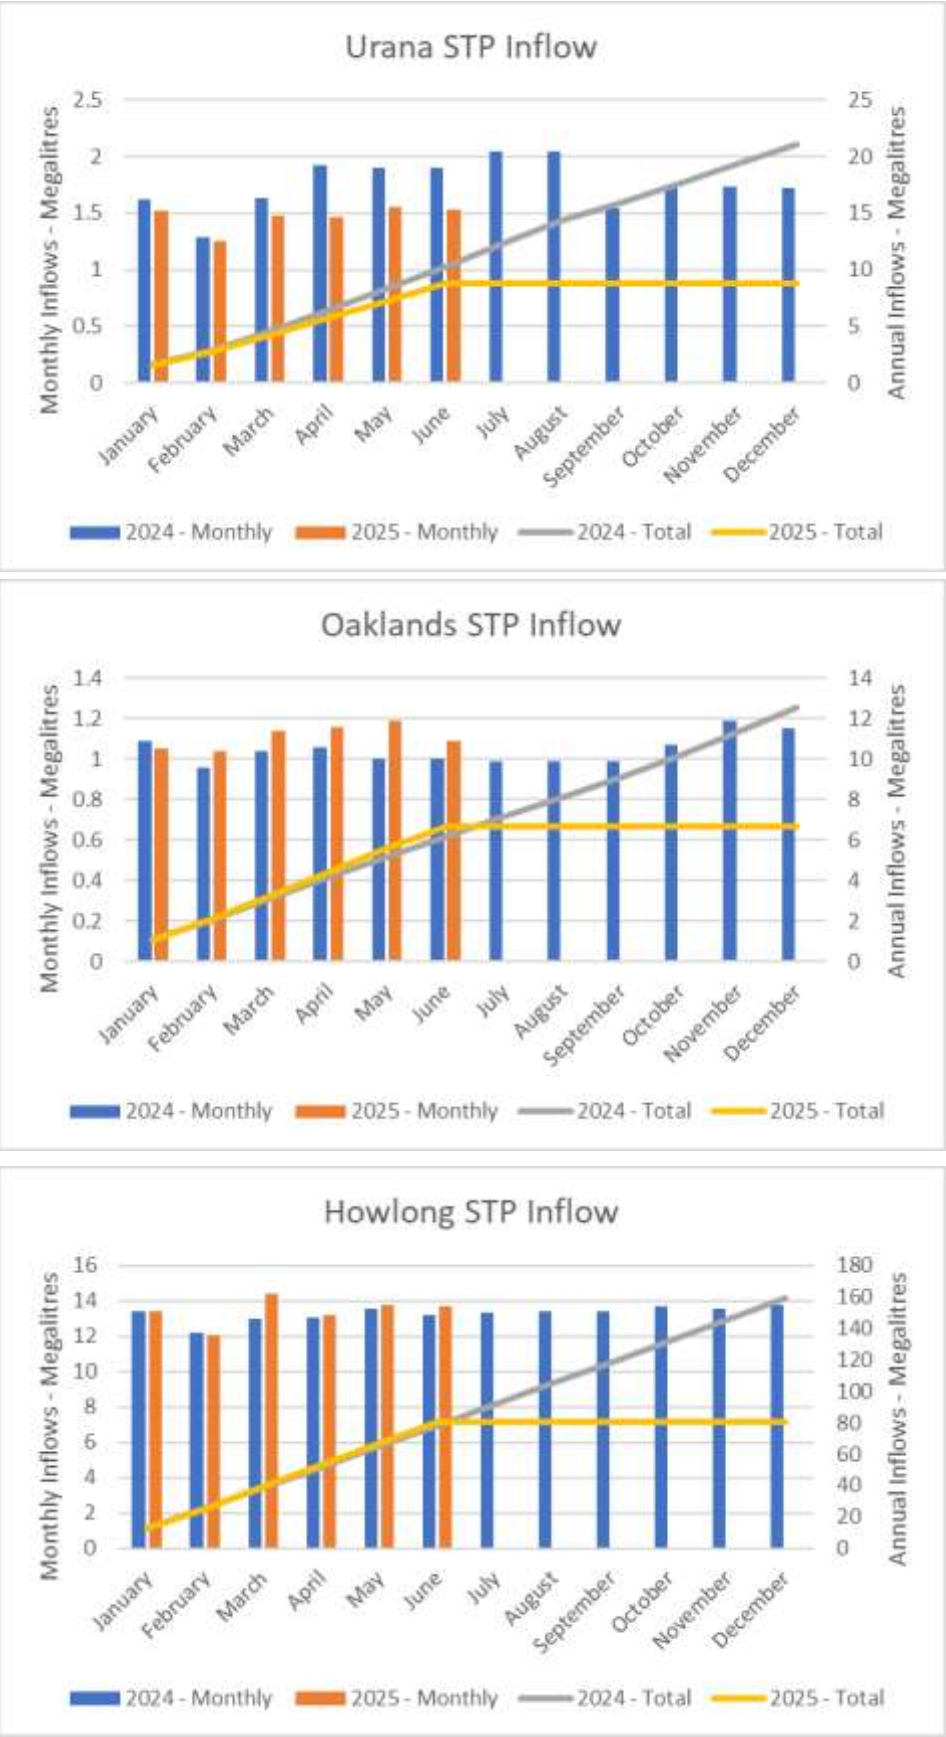 Urana STP Inflow
Monthly Inflows - Megalitres
2.5
2
1.5
1
0.5
0
25
20
15
10
5
0
Annual Inflows - Megalitres
January
February
March
April
May
June
July
August
September
October
November
December
2024 - Monthly 2025 - Monthly 2024 - Total 2025 - Total
Oaklands STP Inflow
Monthly Inflows - Megalitres
1.4
1.2
1
0.8
0.6
0.4
0.2
0
14
12
10
8
6
4
2
0
Annual Inflows - Megalitres
January
February
March
April
May
June
July
August
September
October
November
December
2024 - Monthly 2025 - Monthly 2024 - Total 2025 - Total
Howlong STP Inflow
Monthly Inflows - Megalitres
16
14
12
10
8
6
4
2
0
180
160
140
120
100
80
60
40
20
0
Annual Inflows - Megalitres
January
February
March
April
May
June
July
August
September
October
November
December
2024 - Monthly 2025 - Monthly 2024 - Total 2025 - Total